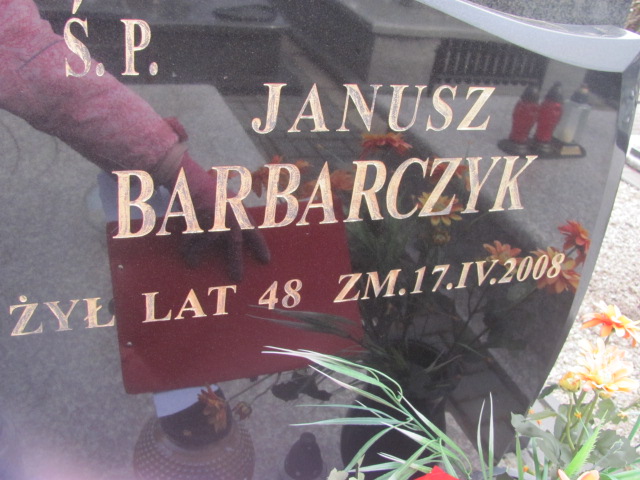 Ś.P.
JANUSZ
BARBARCZYK
ŻYŁ LAT 48 ZM.17.IV.2008